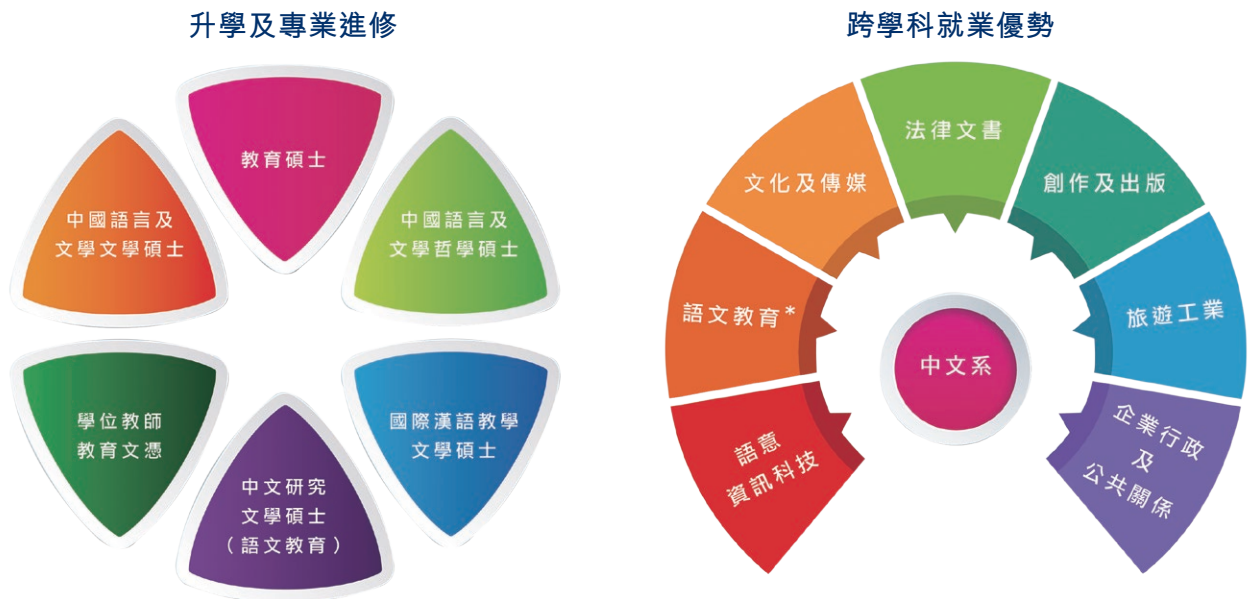 升學及專業進修
教育碩士
中國語言及
文學文學碩士
中國語言及
文學哲學碩士
學位教師
教育文憑
國際漢語教學
文學碩士
中文研究
文學碩士
（語文教育）
跨學科就業優勢
語意
資訊科技
語文教育*
文化及傳媒
法律文書
創作及出版
旅遊工業
企業行政
及
公共關係
中文系